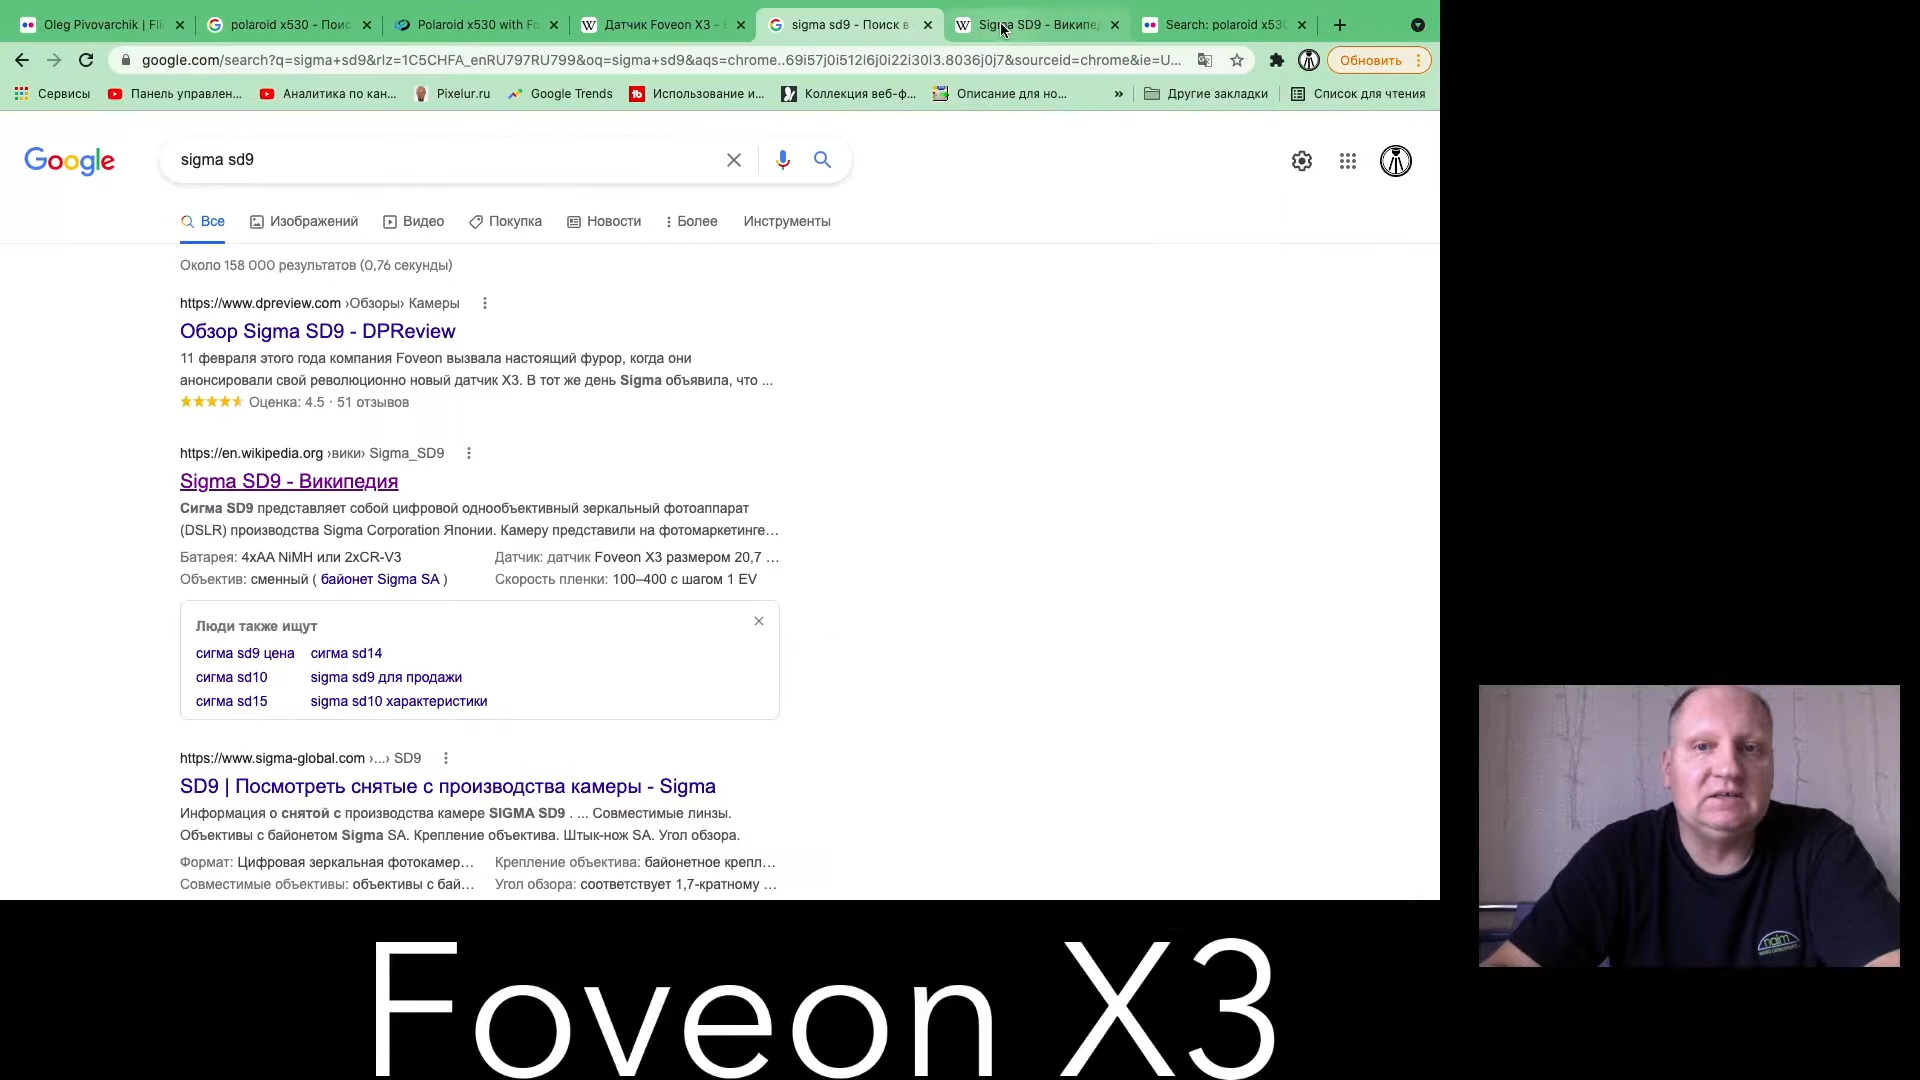 Oleg Pivovarchik | Fli
polaroid x530 - Поис
Polaroid x530 with Fo
Датчик Foveon X3 -
sigma sd9 - Поиск в
Sigma SD9 - Википед
Search: polaroid x530
google.com/search?q=sigma+sd9&rlz=1C5CHFA_enRU797RU799&oq=sigma+sd9&aqs=chrome..69i57j0i512l6j0i22i30l3.8036j0j7&sourceid=chrome&ie=U...
Обновить
Сервисы
Панель управлен...
Аналитика по кан...
Pixelur.ru
Google Trends
Использование и...
Коллекция веб-ф...
Описание для но...
»
Другие закладки
Список для чтения
Google
sigma sd9
Все
Изображений
Видео
Покупка
Новости
Более
Инструменты
Около 158 000 результатов (0,76 секунды)
https://www.dpreview.com ›Обзоры› Камеры
Обзор Sigma SD9 - DPReview
11 февраля этого года компания Foveon вызвала настоящий фурор, когда они
анонсировали свой революционно новый датчик X3. В тот же день Sigma объявила, что ...
Оценка: 4.5 · 51 отзывов
https://en.wikipedia.org ›вики› Sigma_SD9
Sigma SD9 - Википедия
Сигма SD9 представляет собой цифровой однообъективный зеркальный фотоаппарат
(DSLR) производства Sigma Corporation Японии. Камеру представили на фотомаркетинге...
Батарея: 4xAA NiMH или 2xCR-V3
Датчик: датчик Foveon X3 размером 20,7 ...
Объектив: сменный ( байонет Sigma SA )
Скорость пленки: 100–400 с шагом 1 EV
Люди также ищут
сигма sd9 цена
сигма sd14
сигма sd10
sigma sd9 для продажи
сигма sd15
sigma sd10 характеристики
https://www.sigma-global.com ›...› SD9
SD9 | Посмотреть снятые с производства камеры - Sigma
Информация о снятой с производства камере SIGMA SD9 . ... Совместимые линзы.
Объективы с байонетом Sigma SA. Крепление объектива. Штык-нож SA. Угол обзора.
Формат: Цифровая зеркальная фотокамер...
Крепление объектива: байонетное крепл...
Совместимые объективы: объективы с бай...
Угол обзора: соответствует 1,7-кратному ...
naim
Foveon X3